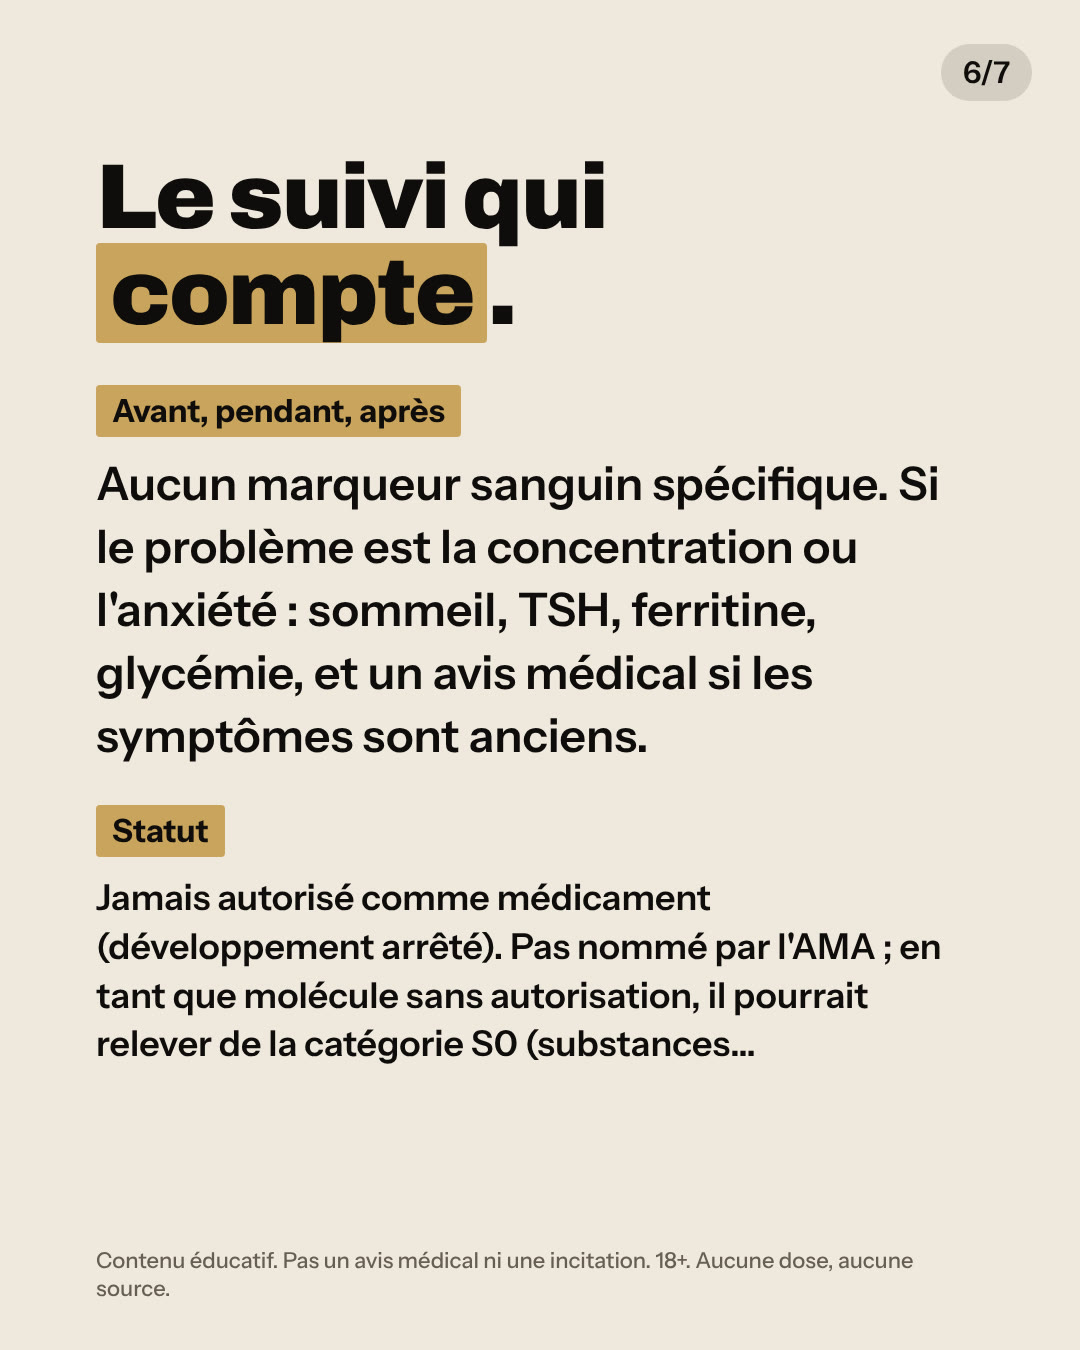 6/7
Le suivi qui
compte.
Avant, pendant, après
Aucun marqueur sanguin spécifique. Si
le problème est la concentration ou
l'anxiété : sommeil, TSH, ferritine,
glycémie, et un avis médical si les
symptômes sont anciens.
Statut
Jamais autorisé comme médicament
(développement arrêté). Pas nommé par l'AMA ; en
tant que molécule sans autorisation, il pourrait
relever de la catégorie S0 (substances...
Contenu éducatif. Pas un avis médical ni une incitation. 18+. Aucune dose, aucune
source.